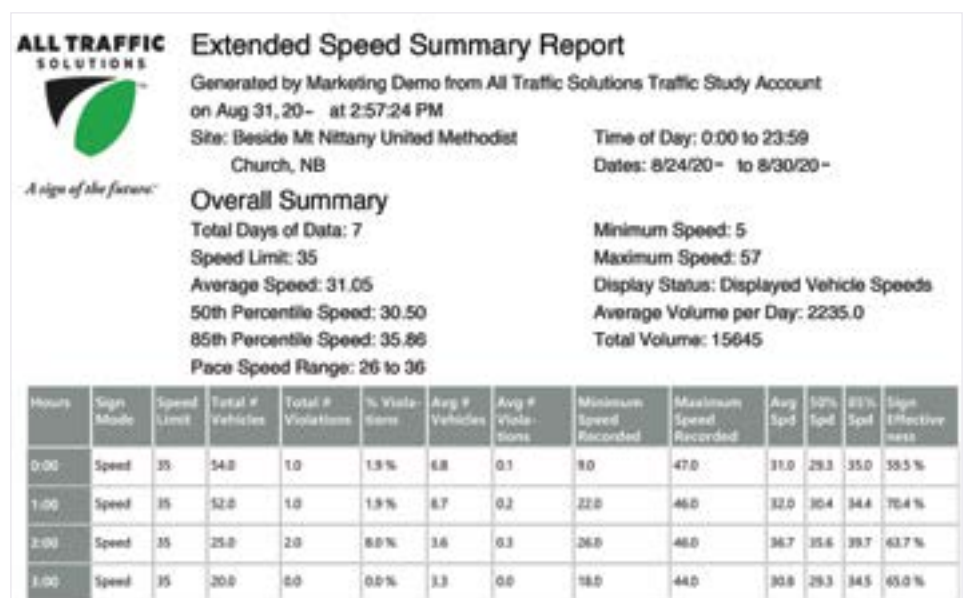 ALL TRAFFIC
SOLUTIONS
A sign of the future
Extended Speed Summary Report
Generated by Marketing Demo from All Traffic Solutions Traffic Study Account
on Aug 31, 20- at 2:57:24 PM
Site: Beside Mt Nittany United Methodist
Church, NB
Time of Day: 0:00 to 23:59
Dates: 8/24/20- to 8/30/20-
Overall Summary
Total Days of Data: 7
Speed Limit: 35
Average Speed: 31.05
50th Percentile Speed: 30.50
85th Percentile Speed: 35.86
Pace Speed Range: 26 to 36
Minimum Speed: 5
Maximum Speed: 57
Display Status: Displayed Vehicle Speeds
Average Volume per Day: 2235.0
Total Volume: 15645
Hours Sign Mode Speed Limit Total # Vehicles Total # Violations % Viola-tions Avg # Vehicles Avg # Viola-tions Minimum Speed Recorded Maximum Speed Recorded Avg Spd 50% Spd 85% Spd Sign Effective ness
0:00 Speed 35 54.0 1.0 1.9 % 6.8 0.1 9.0 47.0 31.0 29.3 35.0 59.5 %
1:00 Speed 35 52.0 1.0 1.9 % 8.7 0.2 22.0 46.0 32.0 30.4 34.4 70.4 %
2:00 Speed 35 25.0 2.0 8.0 % 3.6 0.3 26.0 46.0 36.7 35.6 39.7 63.7 %
3:00 Speed 35 20.0 0.0 0.0 % 3.3 0.0 18.0 44.0 30.8 29.3 34.5 65.0 %